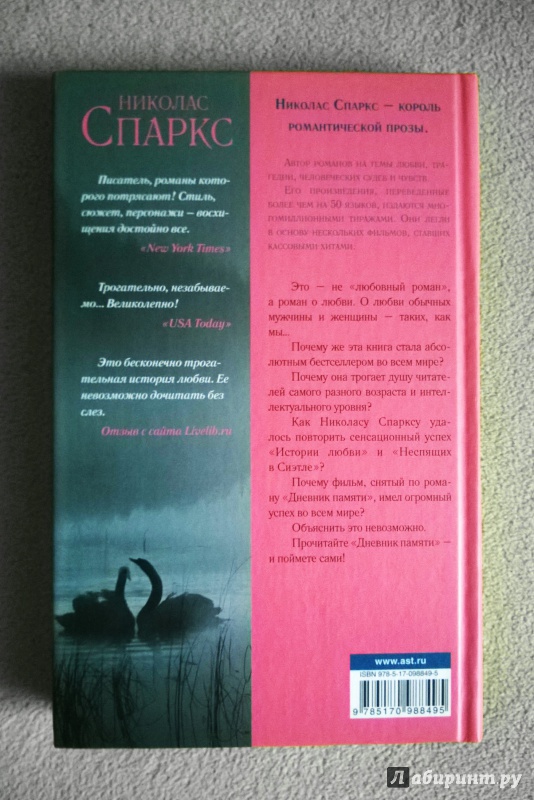 НИКОЛАС
СПАРКС
Писатель, романы кото-
рого потрясают! Стиль,
сюжет, персонажи – восхи-
щения достойно все.
«New York Times»
Трогательно, незабывае-
мо... Великолепно!
«USA Today»
Это бесконечно трога-
тельная история любви. Ее
невозможно дочитать без
слез.
Отзыв с сайта Livelib.ru
Николас Спаркс – король
романтической прозы.
Автор романов на темы любви, тра-
гедии, человеческих судеб и чувств.
Его произведения, переведенные
более чем на 50 языков, издаются мно-
гомиллионными тиражами. Они легли
в основу нескольких фильмов, ставших
кассовыми хитами.
Это – не «любовный роман»,
а роман о любви. О любви обычных
мужчины и женщины – таких, как
мы...
Почему же эта книга стала абсо-
лютным бестселлером во всем мире?
Почему она трогает душу читате-
лей самого разного возраста и интел-
лектуального уровня?
Как Николасу Спарксу уда-
лось повторить сенсационный успех
«Истории любви» и «Неспящих
в Сиэтле»?
Почему фильм, снятый по рома-
ну «Дневник памяти», имел огромный
успех во всем мире?
Объяснить это невозможно.
Прочитайте «Дневник памяти» –
и поймете сами!
www.ast.ru
ISBN 978-5-17-098849-5
9 785170 988495
Лабиринт.ру